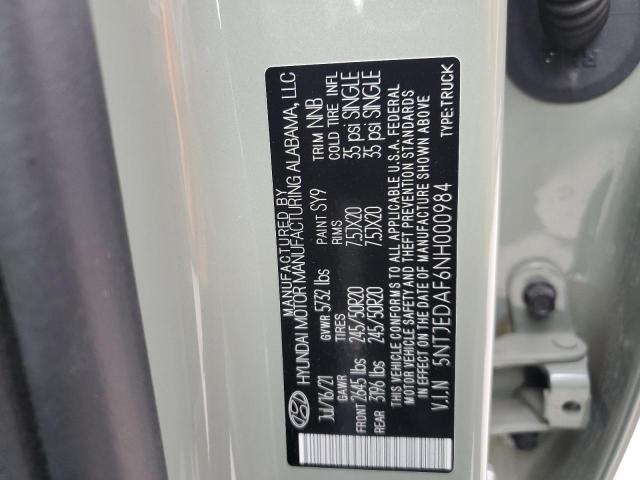 MANUFACTURED BY
HYUNDAI MOTOR MANUFACTURING ALABAMA, LLC
JUL/16/21 GVWR 5732 lbs PAINT SY9 TRIM NNB
GAWR TIRES RIMS COLD TIRE INFL
FRONT 2645 lbs 245/50R20 7.5JX20 35 psi SINGLE
REAR 3196 lbs 245/50R20 7.5JX20 35 psi SINGLE
THIS VEHICLE CONFORMS TO ALL APPLICABLE U.S.A. FEDERAL
MOTOR VEHICLE SAFETY AND THEFT PREVENTION STANDARDS
IN EFFECT ON THE DATE OF MANUFACTURE SHOWN ABOVE
V.I.N 5NTJEDAF6NH000984 TYPE:TRUCK